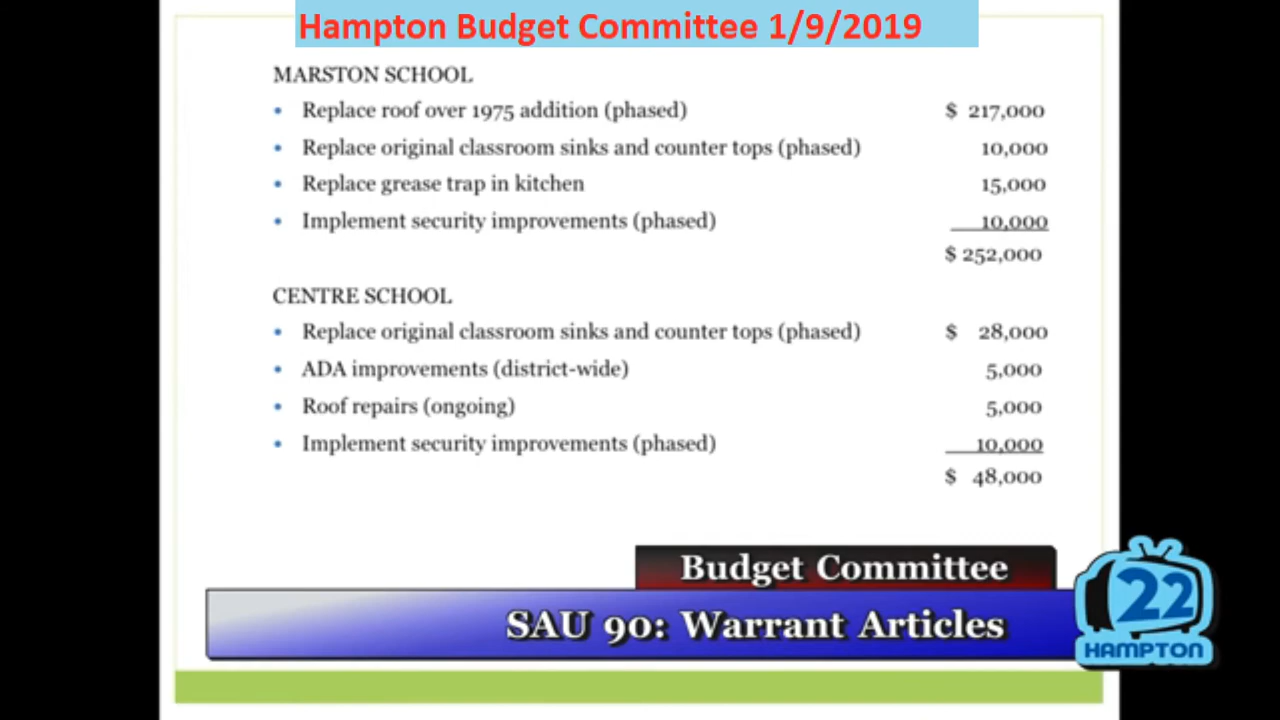 Hampton Budget Committee 1/9/2019
MARSTON SCHOOL
• Replace roof over 1975 addition (phased) $ 217,000
• Replace original classroom sinks and counter tops (phased) 10,000
• Replace grease trap in kitchen 15,000
• Implement security improvements (phased) 10,000
$ 252,000
CENTRE SCHOOL
• Replace original classroom sinks and counter tops (phased) $ 28,000
• ADA improvements (district-wide) 5,000
• Roof repairs (ongoing) 5,000
• Implement security improvements (phased) 10,000
$ 48,000
Budget Committee
SAU 90: Warrant Articles
22
HAMPTON